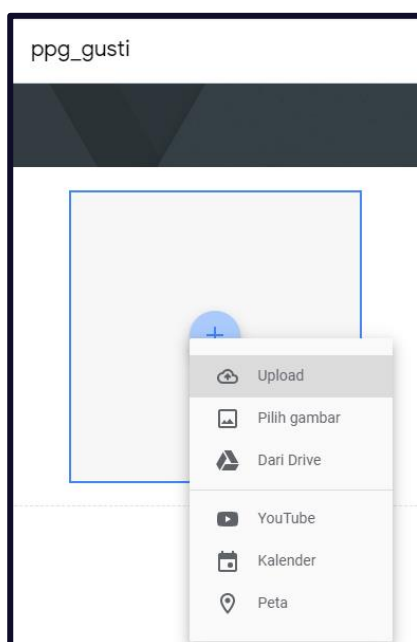 ppg_gusti
Upload
Pilih gambar
Dari Drive
YouTube
Kalender
Peta